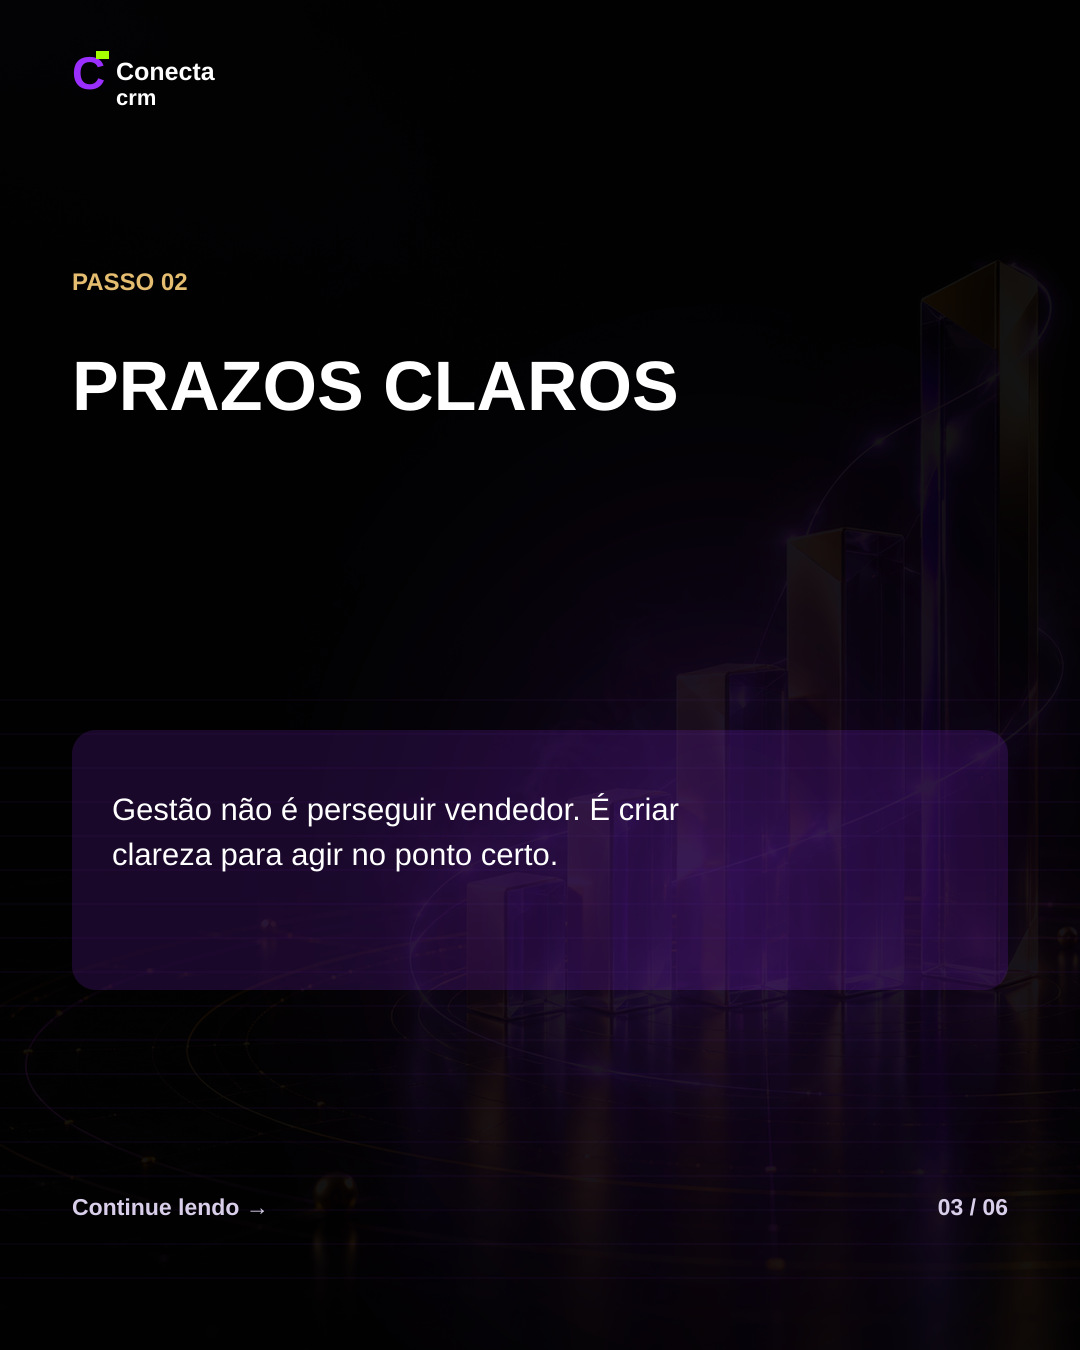 C Conecta
crm
PASSO 02
PRAZOS CLAROS
Gestão não é perseguir vendedor. É criar
clareza para agir no ponto certo.
Continue lendo →
03 / 06